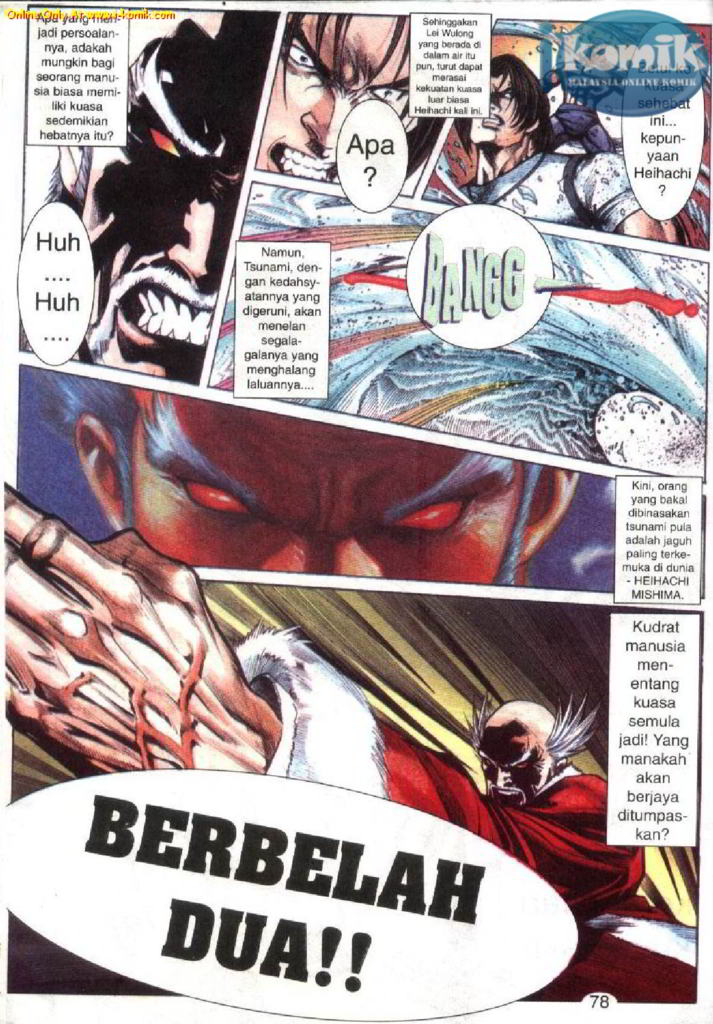 Online Only At www.u-komik.com
Apa yang men-
jadi persoalan-
nya, adakah
mungkin bagi
seorang manu-
sia biasa memi-
liki kuasa
sedemikian
hebatnya itu?
Huh
....
Huh
....
Apa
?
Sehinggakan
Lei Wulong
yang berada di
dalam air itu
pun, turut dapat
merasai
kekuatan kuasa
luar biasa
Heihachi kali ini.
komik
MALAYSIA ONLINE KOMIK
kuasa
sehebat
ini...
kepun-
yaan
Heihachi
?
Namun,
Tsunami, den-
gan kedahsy-
atannya yang
digeruni, akan
menelan
segala-
galanya yang
menghalang
laluannya....
BANGG
Kini, orang
yang bakal
dibinasakan
tsunami pula
adalah jaguh
paling terke-
muka di dunia
- HEIHACHI
MISHIMA.
Kudrat
manusia
men-
entang
kuasa
semula
jadi! Yang
manakah
akan
berjaya
ditumpas-
kan?
BERBELAH
DUA!!
78